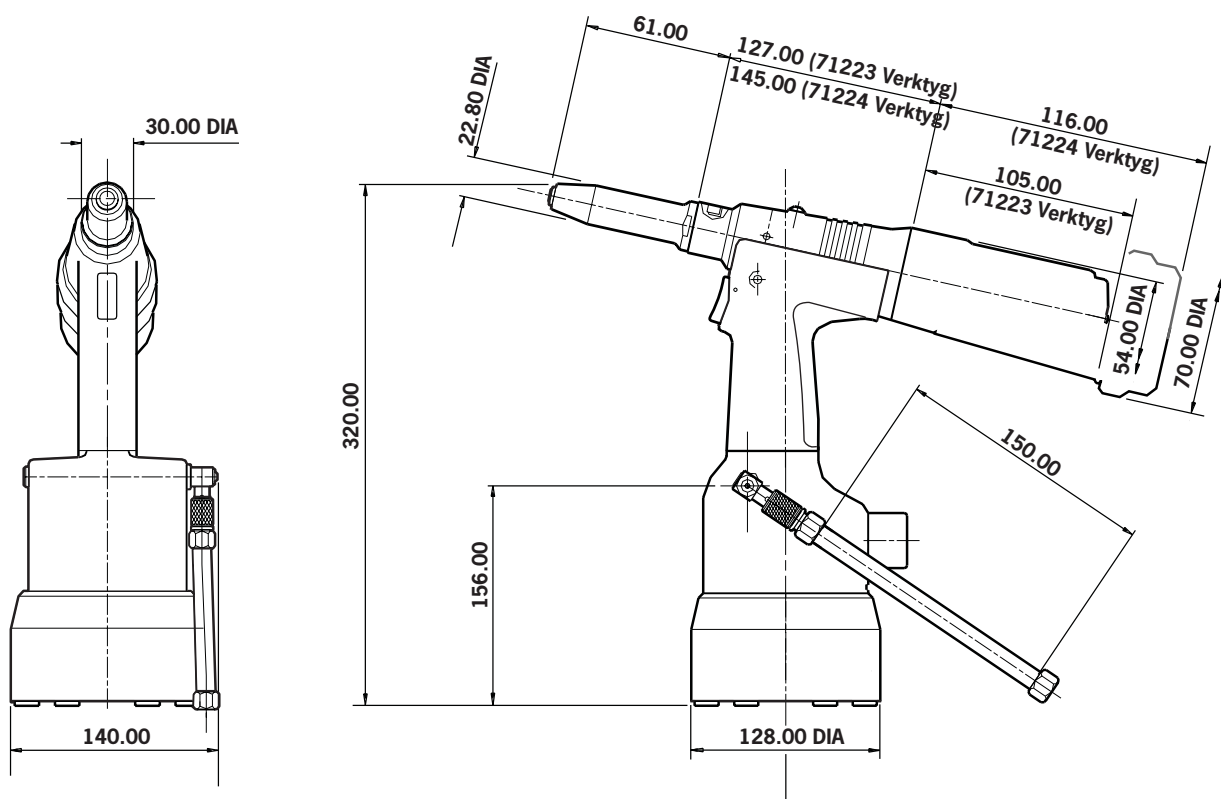 61.00
127.00 (71223 Verktyg)
145.00 (71224 Verktyg)
22.80 DIA
30.00 DIA
116.00
(71224 Verktyg)
105.00
(71223 Verktyg)
54.00 DIA
70.00 DIA
320.00
150.00
156.00
140.00
128.00 DIA